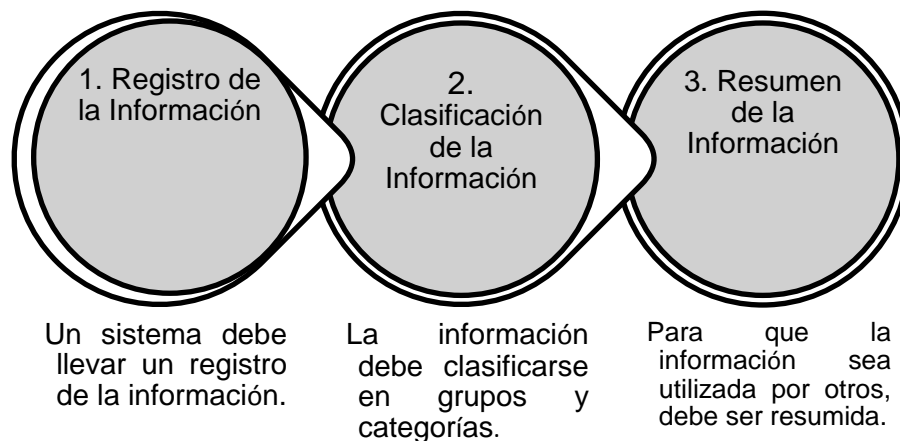 1. Registro de
la Información
2.
Clasificación
de la
Información
3. Resumen
de la
Información
Un sistema debe
llevar un registro
de la información.
La información
debe clasificarse
en grupos y
categorías.
Para que la
información sea
utilizada por otros,
debe ser resumida.